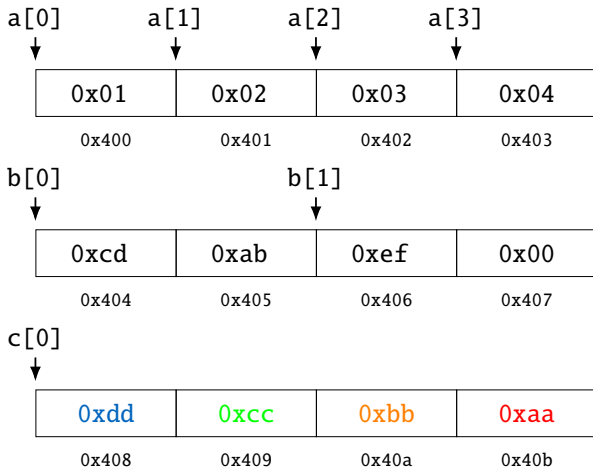 a[0] a[1] a[2] a[3]
0x01 0x02 0x03 0x04
0x400 0x401 0x402 0x403
b[0] b[1]
0xcd 0xab 0xef 0x00
0x404 0x405 0x406 0x407
c[0]
0xdd 0xcc 0xbb 0xaa
0x408 0x409 0x40a 0x40b